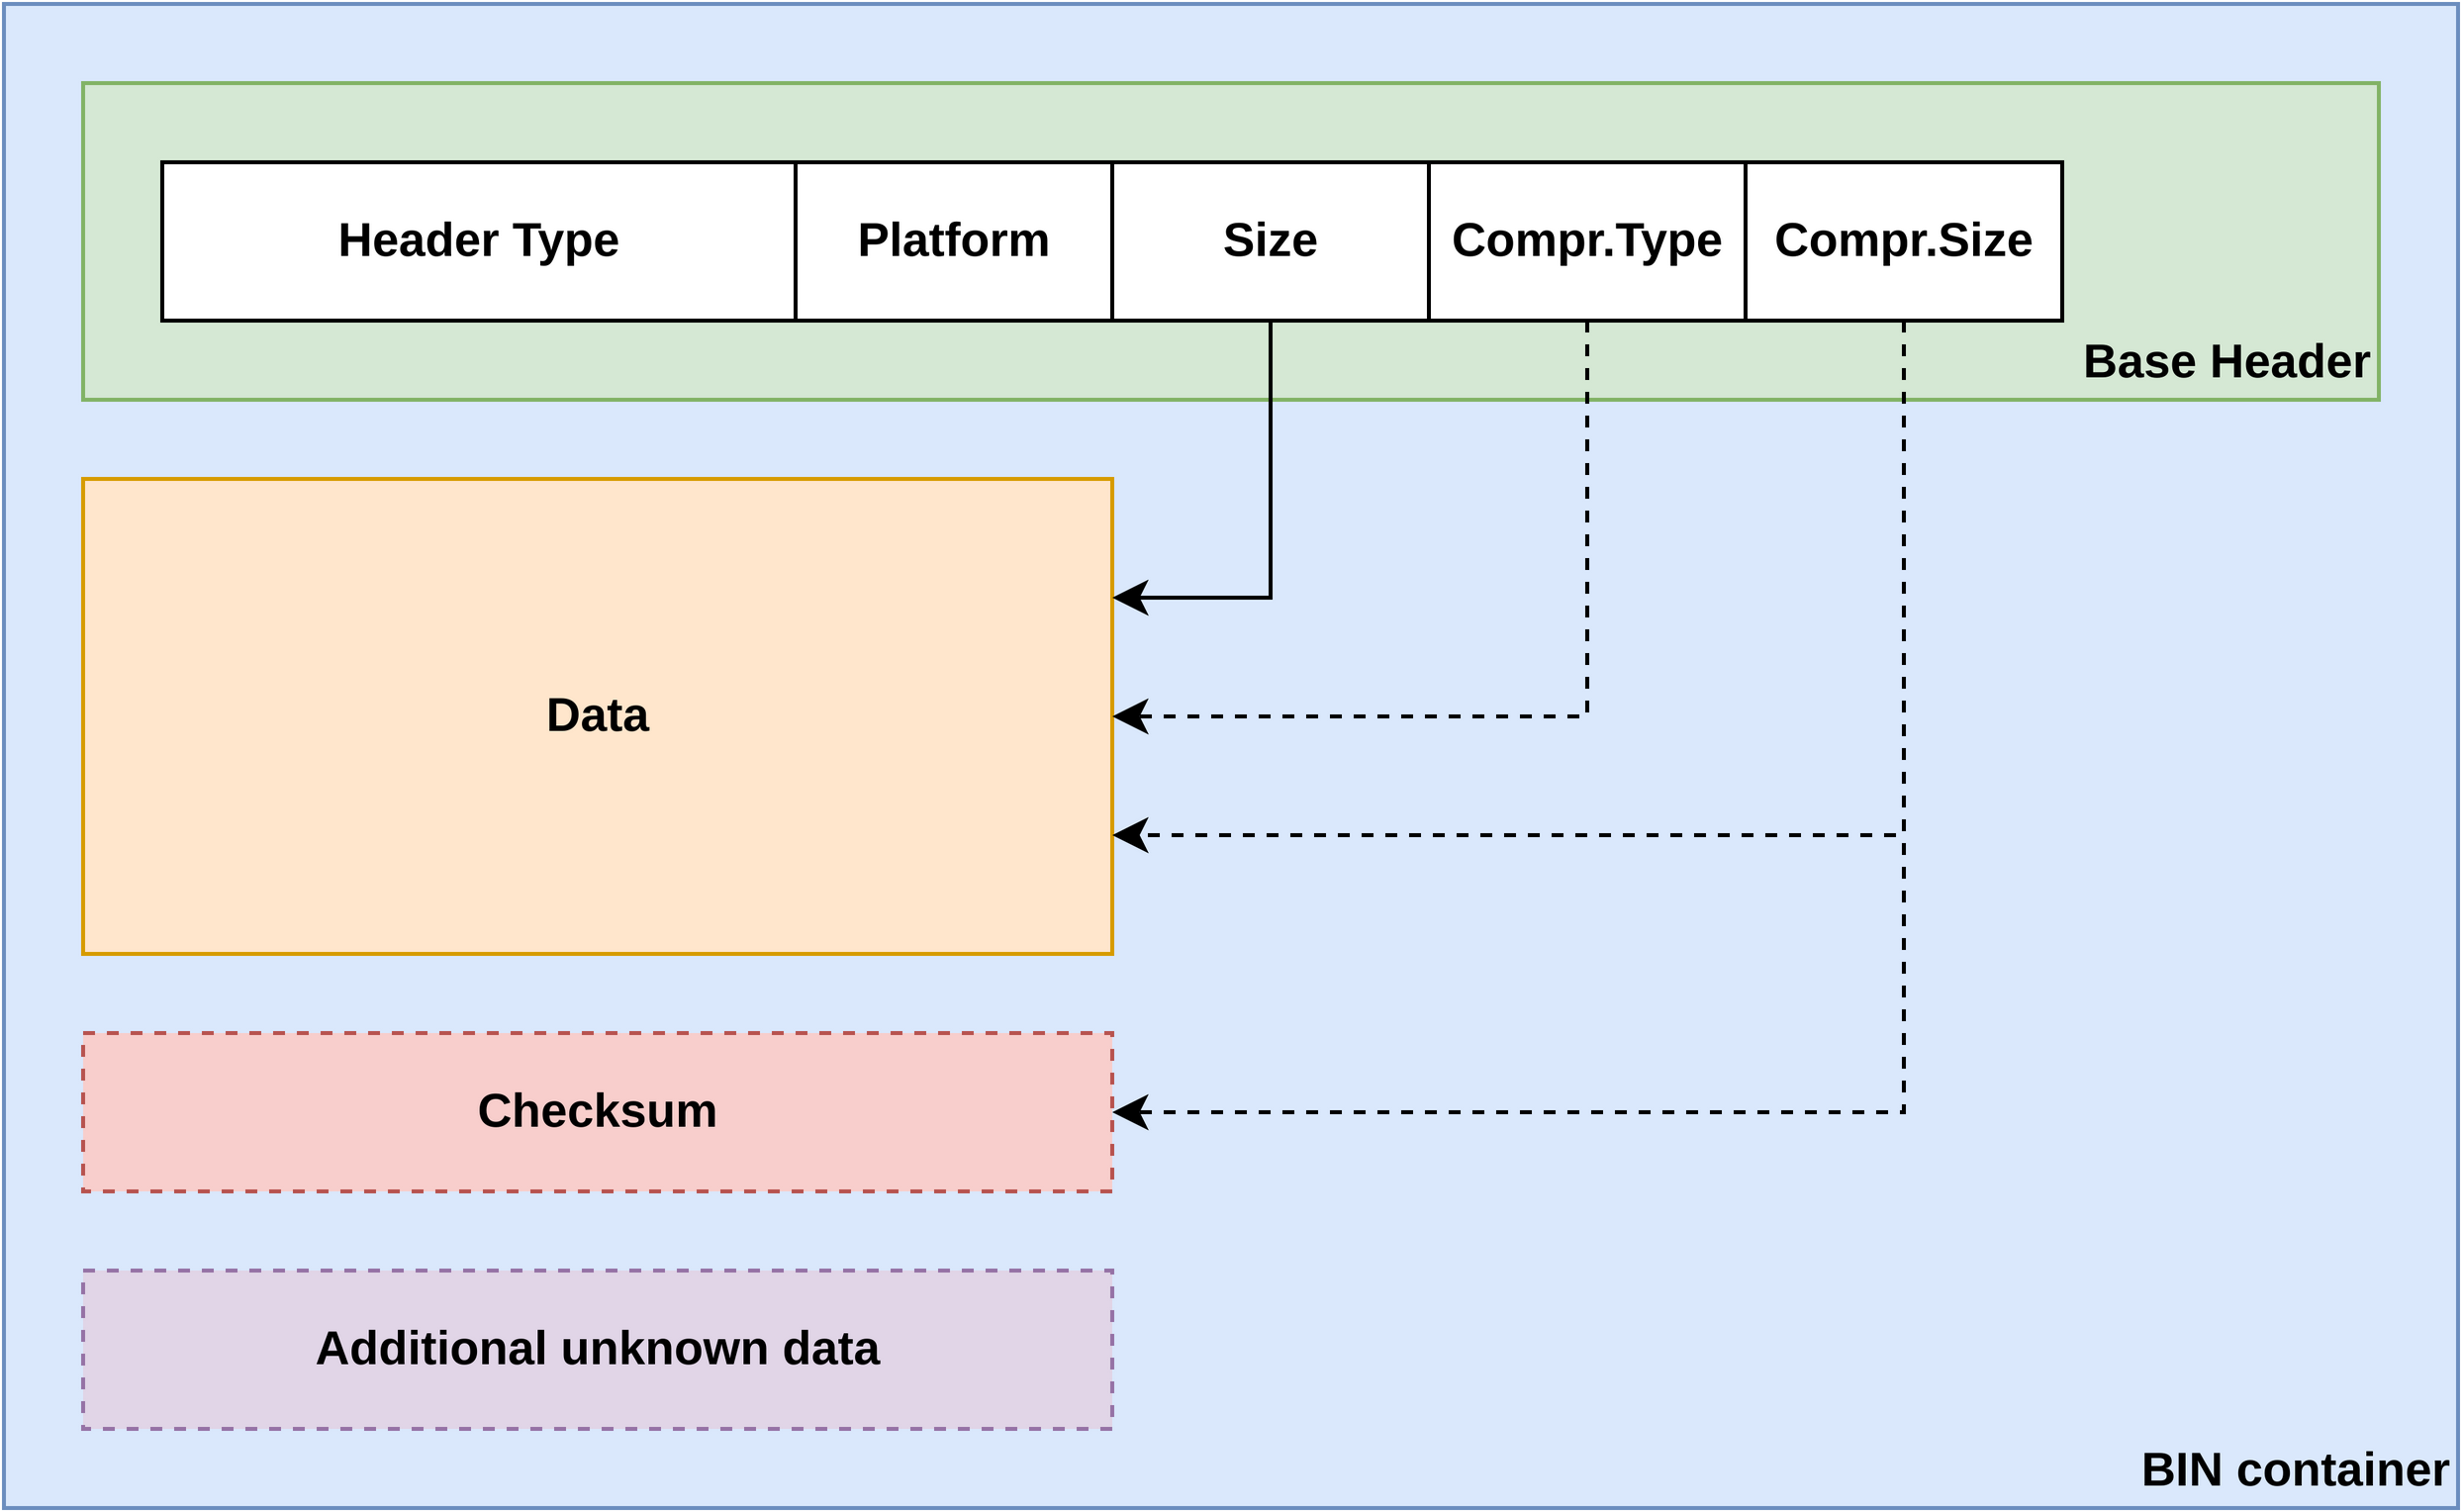 Header Type
Platform
Size
Compr.Type
Compr.Size
Base Header
Data
Checksum
Additional unknown data
BIN container